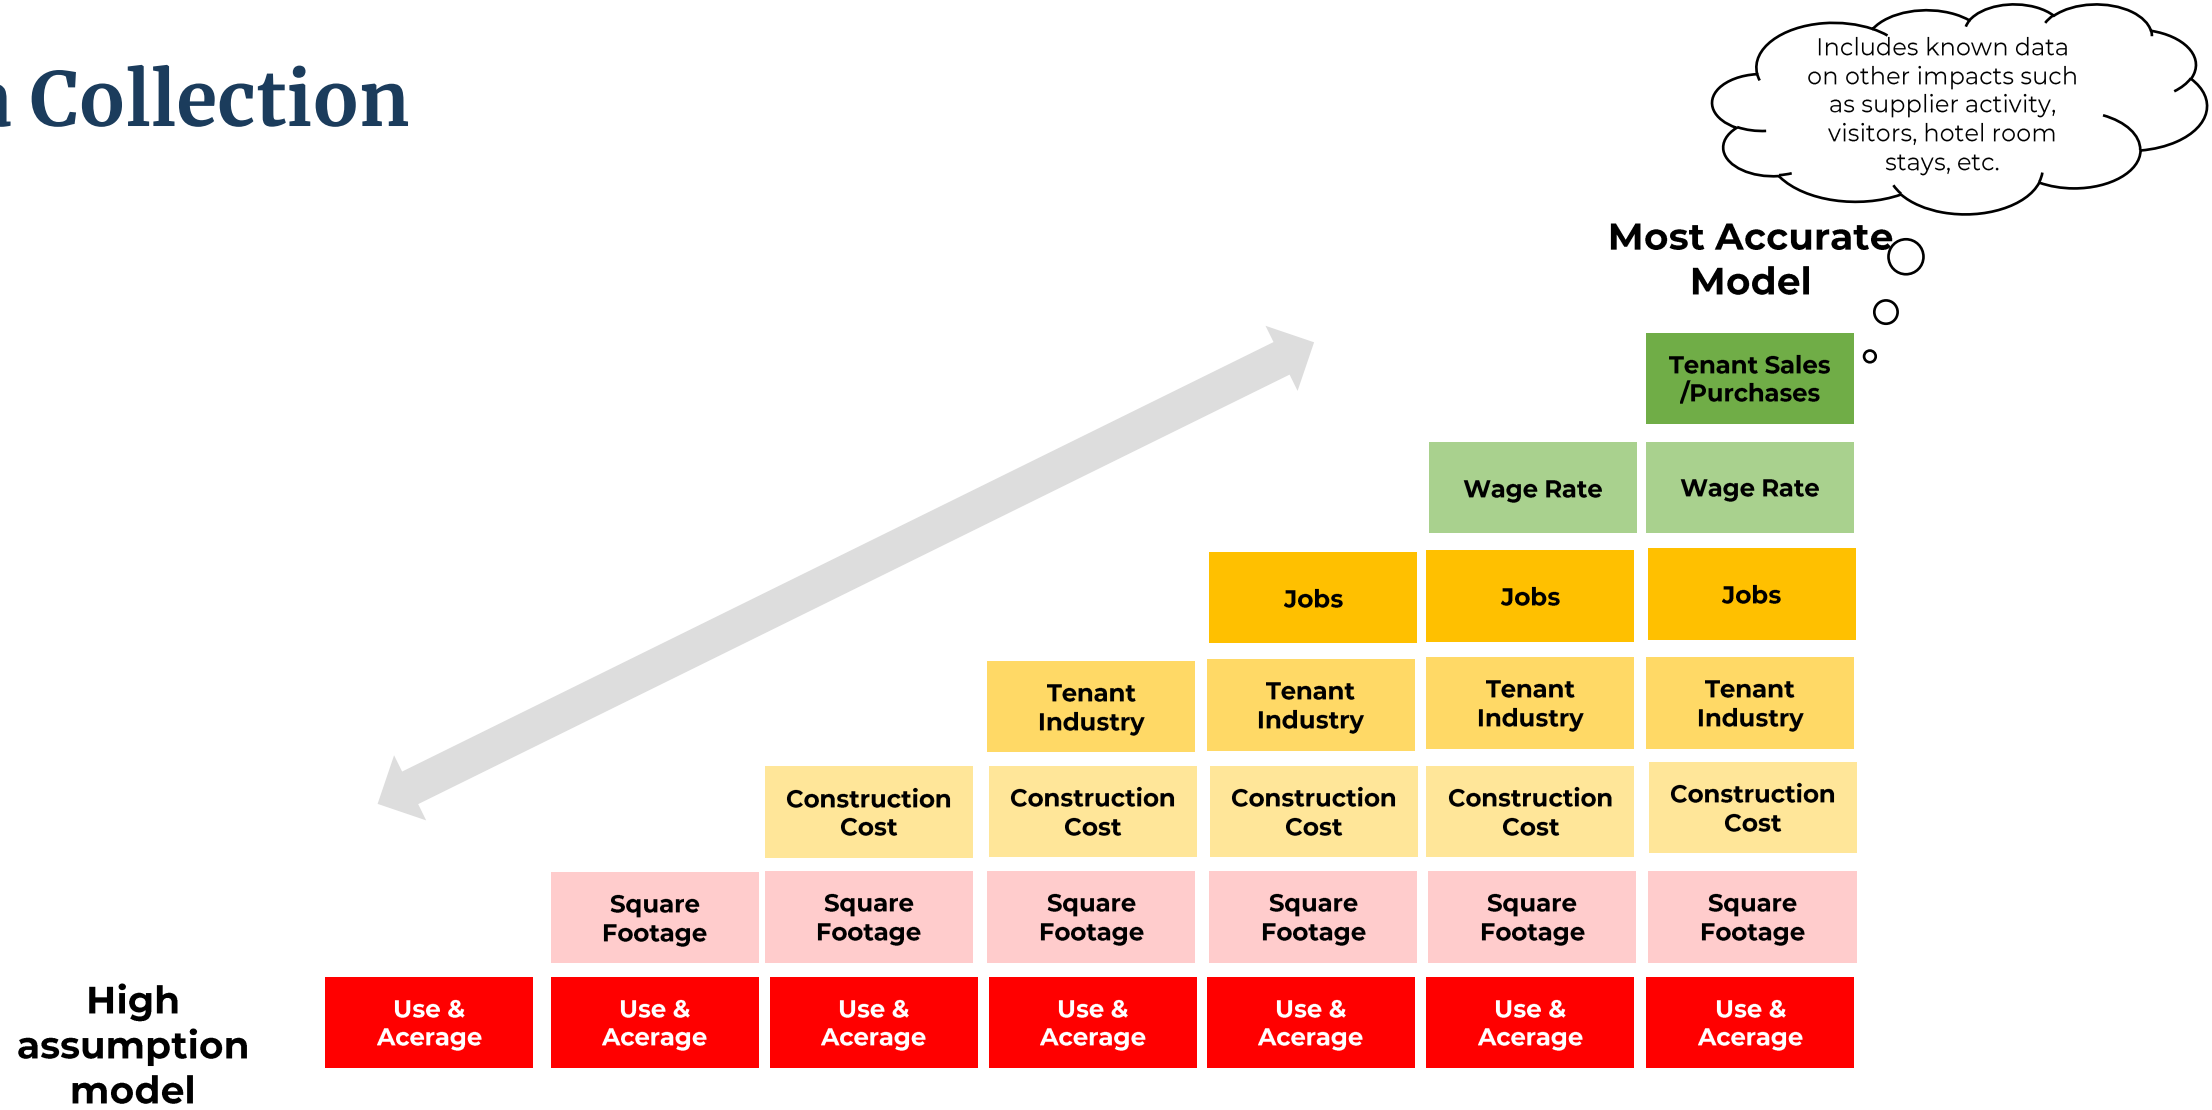 Collection
Includes known data
on other impacts such
as supplier activity,
visitors, hotel room
stays, etc.
Most Accurate
Model
Tenant Sales
/Purchases
Wage Rate
Wage Rate
Jobs
Jobs
Jobs
Tenant
Industry
Tenant
Industry
Tenant
Industry
Tenant
Industry
Construction
Cost
Construction
Cost
Construction
Cost
Construction
Cost
Construction
Cost
Square
Footage
Square
Footage
Square
Footage
Square
Footage
Square
Footage
Square
Footage
High
assumption
model
Use &
Acerage
Use &
Acerage
Use &
Acerage
Use &
Acerage
Use &
Acerage
Use &
Acerage
Use &
Acerage